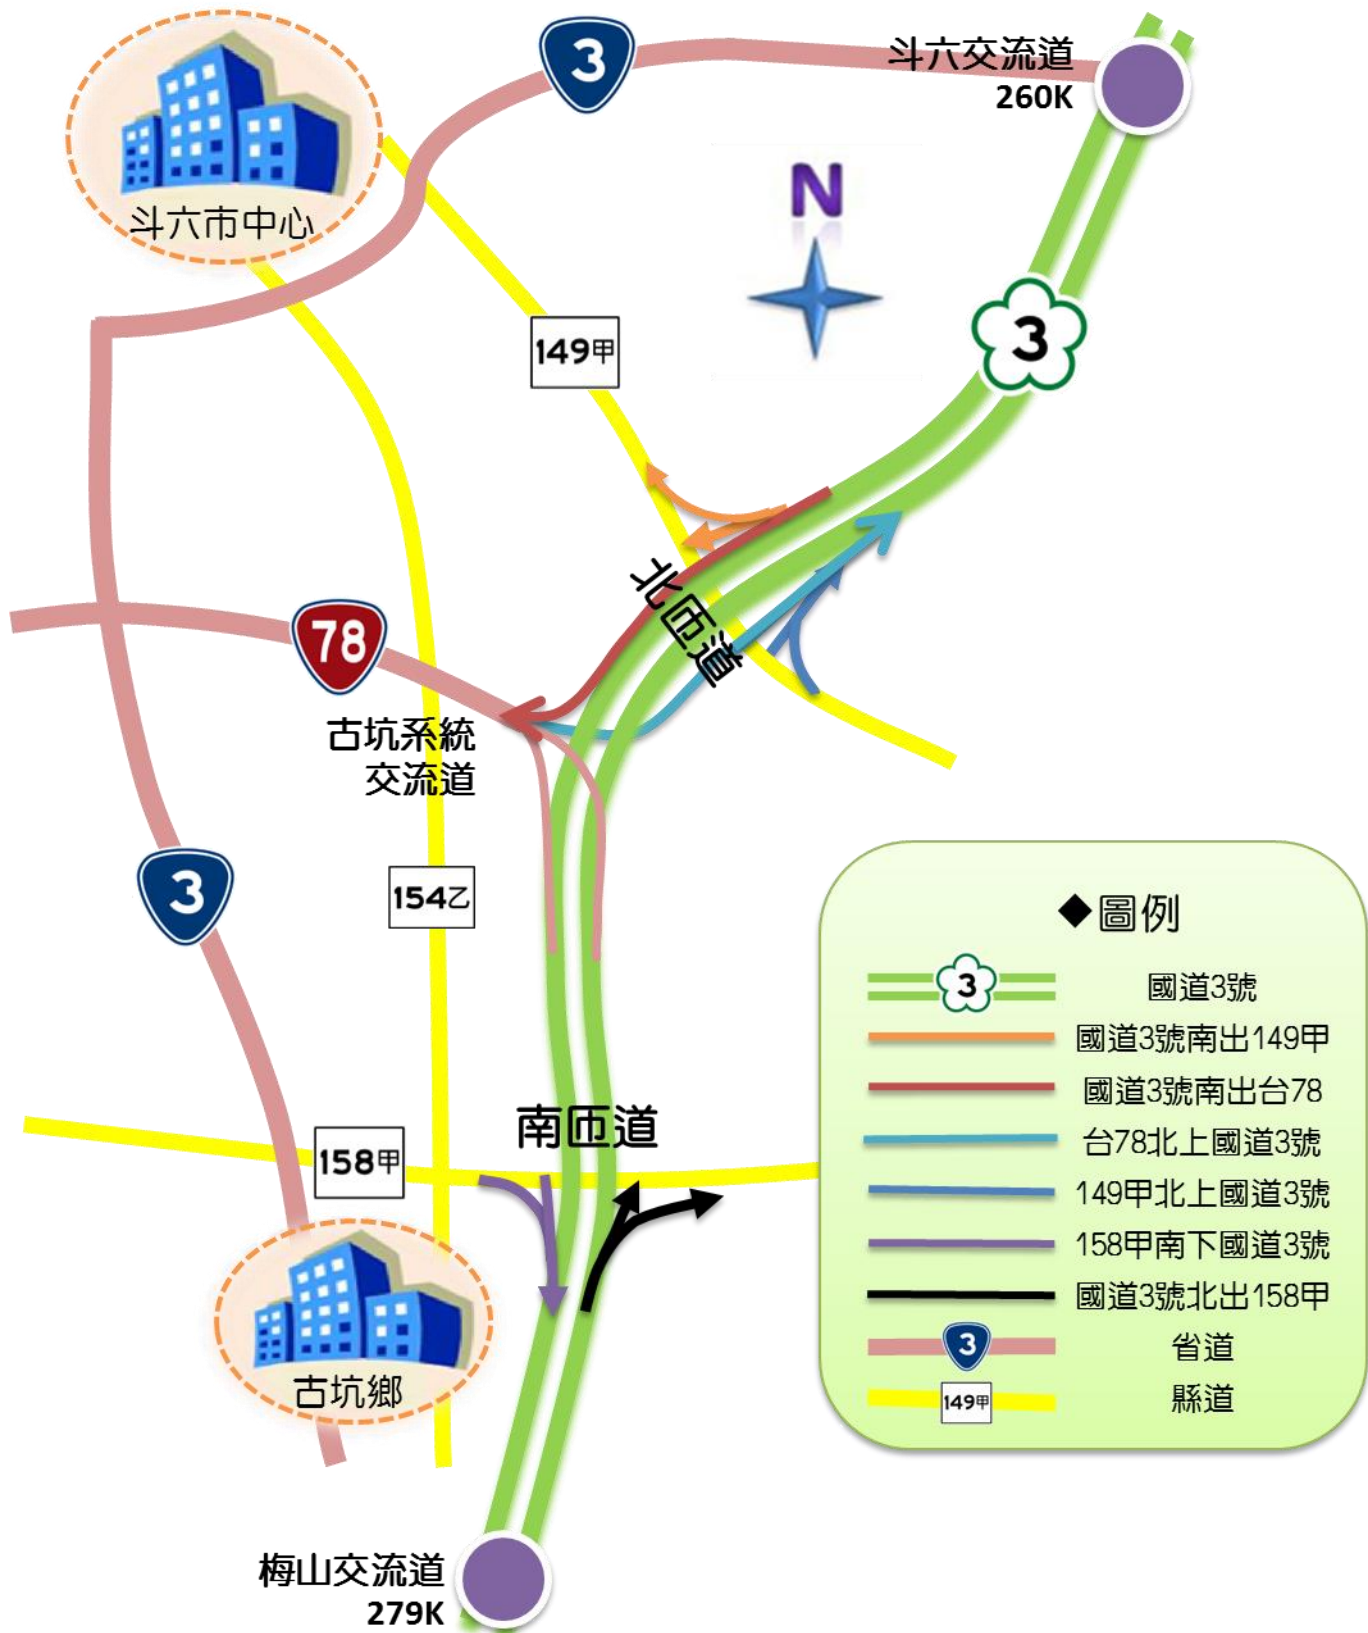 3
斗六交流道
260K
N
斗六市中心
149甲
3
北匝道
78
古坑系統
交流道
3
154乙
南匝道
158甲
古坑鄉
梅山交流道
279K
◆圖例
3
國道3號
國道3號南出149甲
國道3號南出台78
台78北上國道3號
149甲北上國道3號
158甲南下國道3號
國道3號北出158甲
3
省道
149甲
縣道